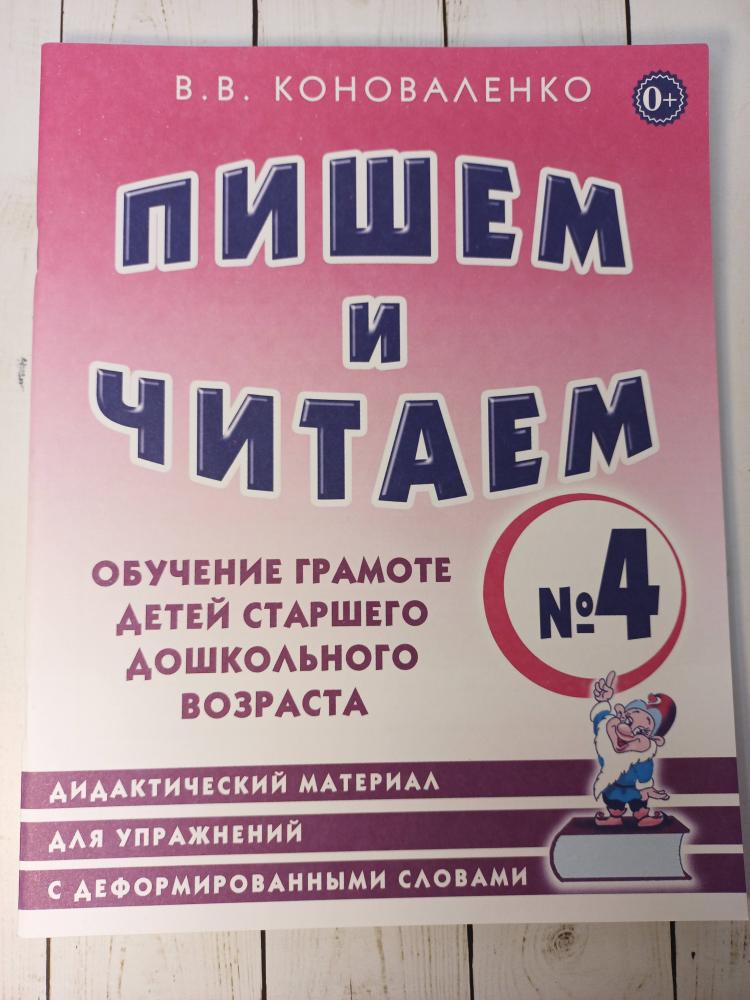 В.В. КОНОВАЛЕНКО
0+
ПИШЕМ
И
ЧИТАЕМ
№4
ОБУЧЕНИЕ ГРАМОТЕ
ДЕТЕЙ СТАРШЕГО
ДОШКОЛЬНОГО
ВОЗРАСТА
ДИДАКТИЧЕСКИЙ МАТЕРИАЛ
ДЛЯ УПРАЖНЕНИЙ
С ДЕФОРМИРОВАННЫМИ СЛОВАМИ